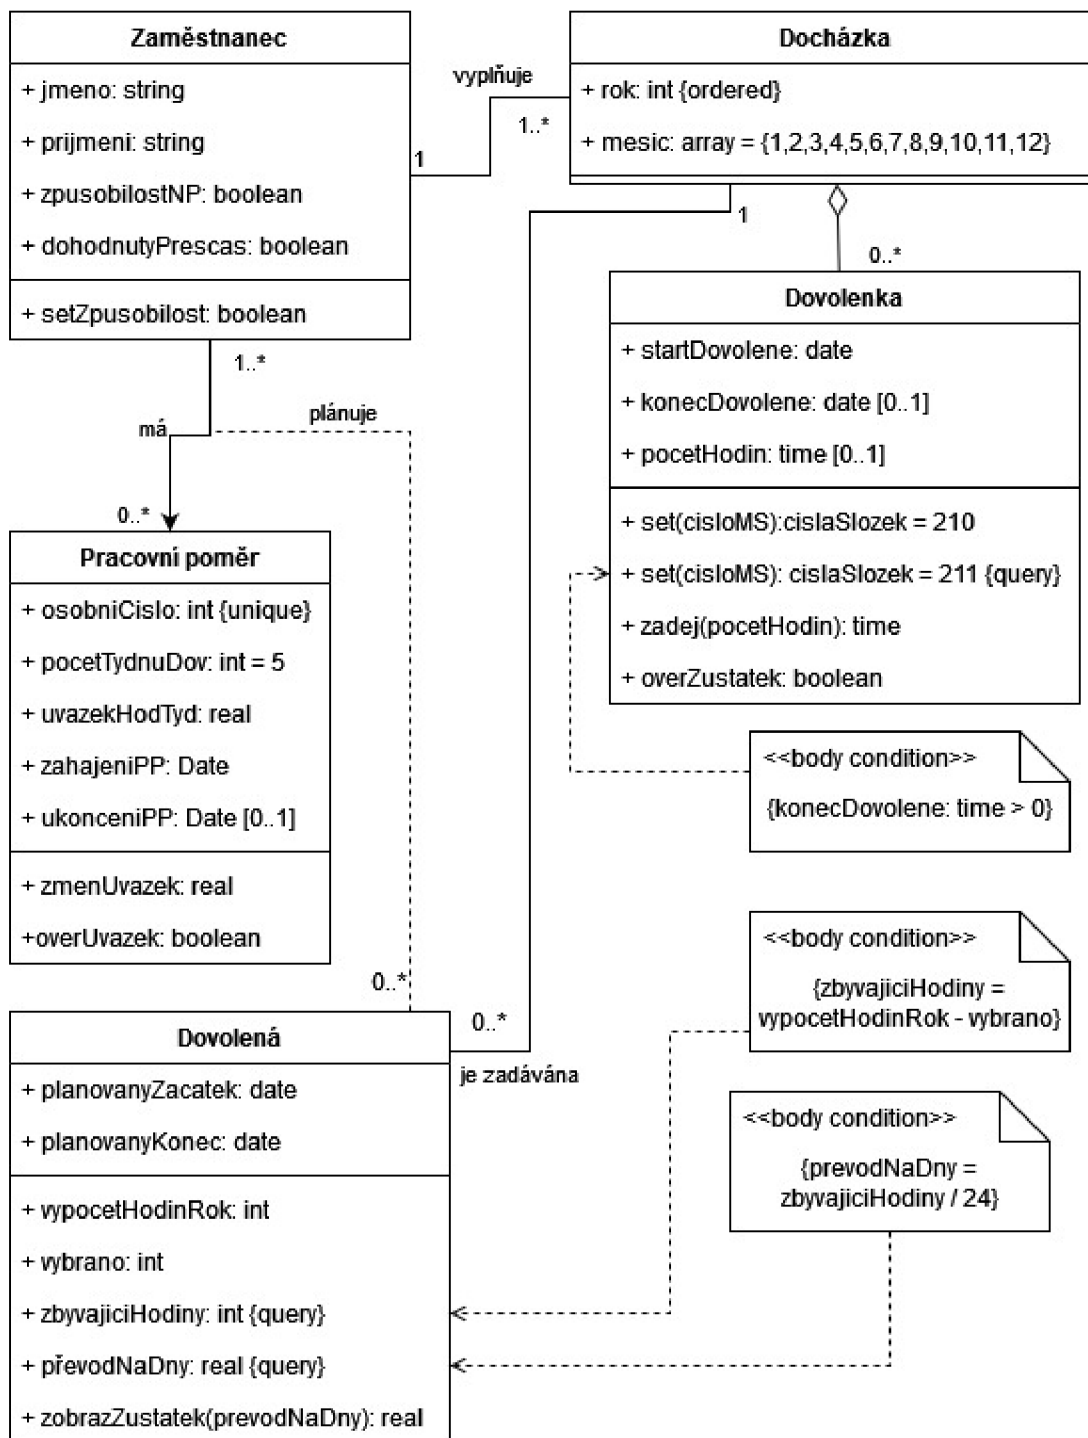 Zaměstnanec
+ jmeno: string
+ prijmeni: string
+ zpusobilostNP: boolean
+ dohodnutyPrescas: boolean
+ setZpusobilost: boolean
vyplňuje
1
1..*
Docházka
+ rok: int {ordered}
+ mesic: array = {1,2,3,4,5,6,7,8,9,10,11,12}
1
0..*
Dovolenka
+ startDovolene: date
+ konecDovolene: date [0..1]
+ pocetHodin: time [0..1]
+ set(cisloMS):cislaSlozek = 210
+ set(cisloMS): cislaSlozek = 211 {query}
+ zadej(pocetHodin): time
+ overZustatek: boolean
1..*
má
plánuje
0..*
Pracovní poměr
+ osobniCislo: int {unique}
+ pocetTydnuDov: int = 5
+ uvazekHodTyd: real
+ zahajeniPP: Date
+ ukonceniPP: Date [0..1]
+ zmenUvazek: real
+overUvazek: boolean
<<body condition>>
{konecDovolene: time > 0}
<<body condition>>
{zbyvajiciHodiny =
vypocetHodinRok - vybrano}
<<body condition>>
{prevodNaDny =
zbyvajiciHodiny / 24}
0..*
0..*
je zadávána
Dovolená
+ planovanyZacatek: date
+ planovanyKonec: date
+ vypocetHodinRok: int
+ vybrano: int
+ zbyvajiciHodiny: int {query}
+ převodNaDny: real {query}
+ zobrazZustatek(prevodNaDny): real